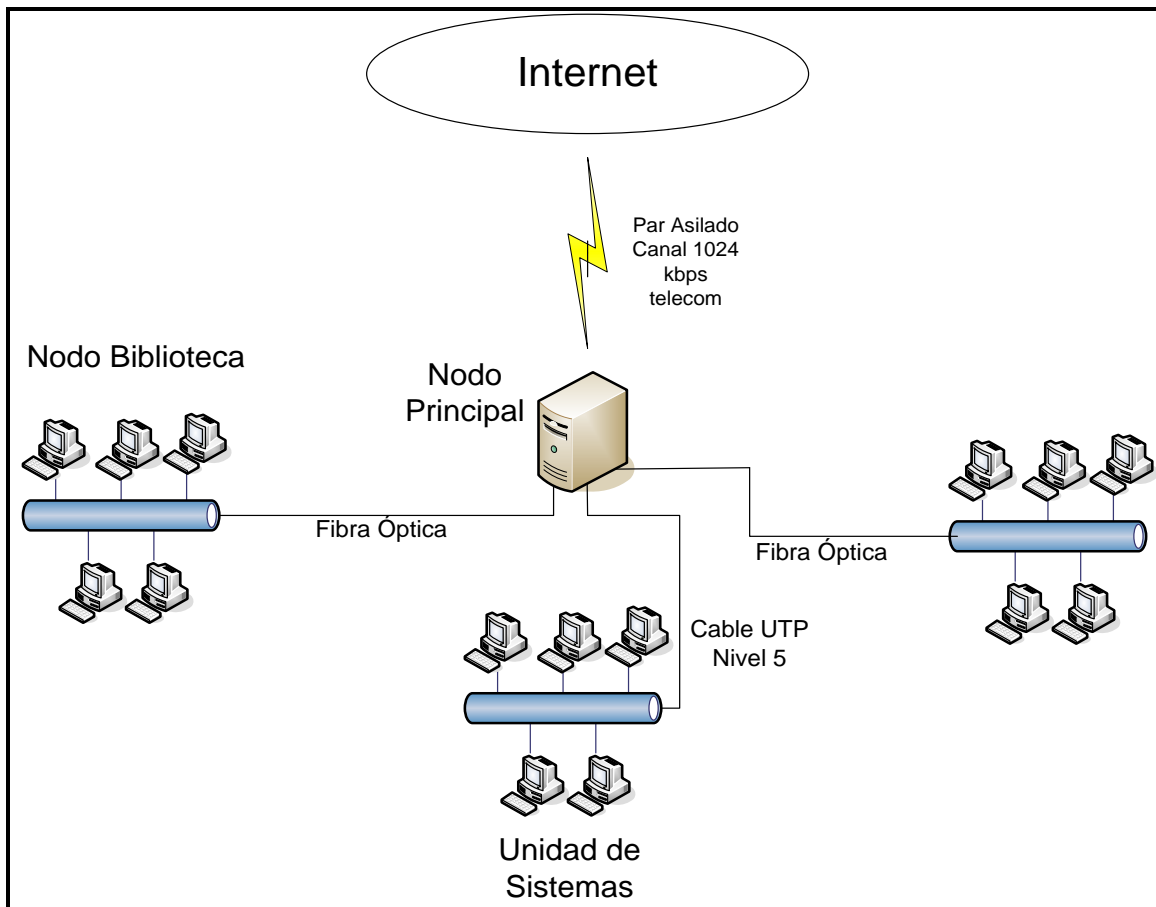 Internet
Par Asilado
Canal 1024
kbps
telecom
Nodo Biblioteca
Nodo
Principal
Fibra Óptica
Fibra Óptica
Cable UTP
Nivel 5
Unidad de
Sistemas